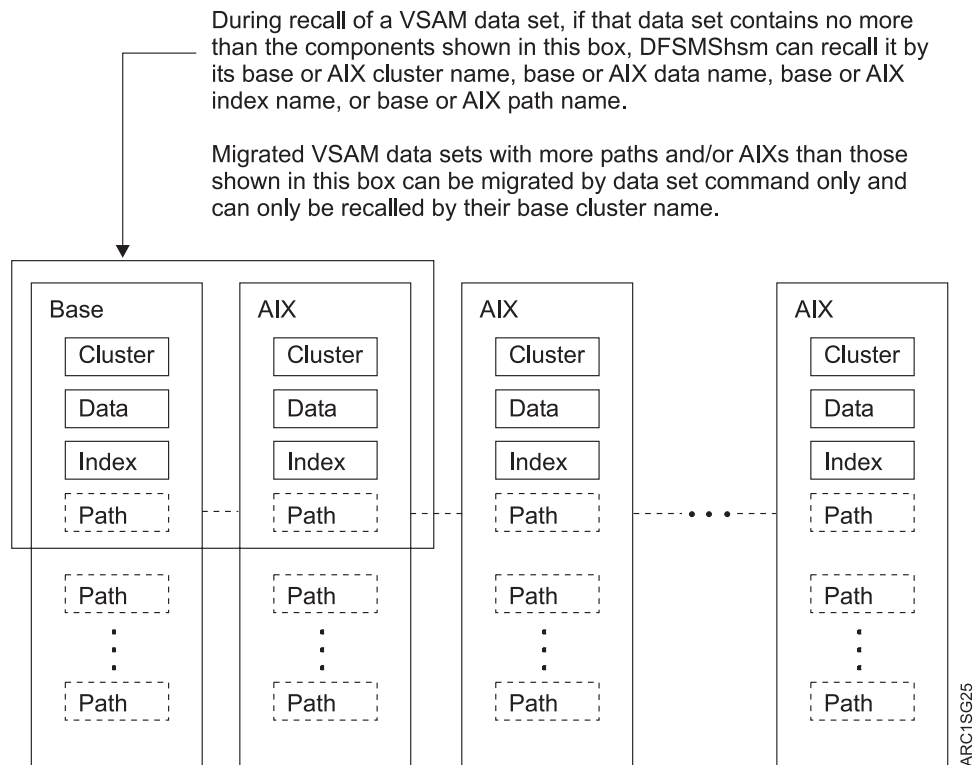 During recall of a VSAM data set, if that data set contains no more
than the components shown in this box, DFSMShsm can recall it by
its base or AIX cluster name, base or AIX data name, base or AIX
index name, or base or AIX path name.
Migrated VSAM data sets with more paths and/or AIXs than those
shown in this box can be migrated by data set command only and
can only be recalled by their base cluster name.
Base
Cluster
Data
Index
Path
Path
Path
AIX
Cluster
Data
Index
Path
Path
Path
AIX
Cluster
Data
Index
Path
Path
Path
AIX
Cluster
Data
Index
Path
Path
Path
ARC1SG25